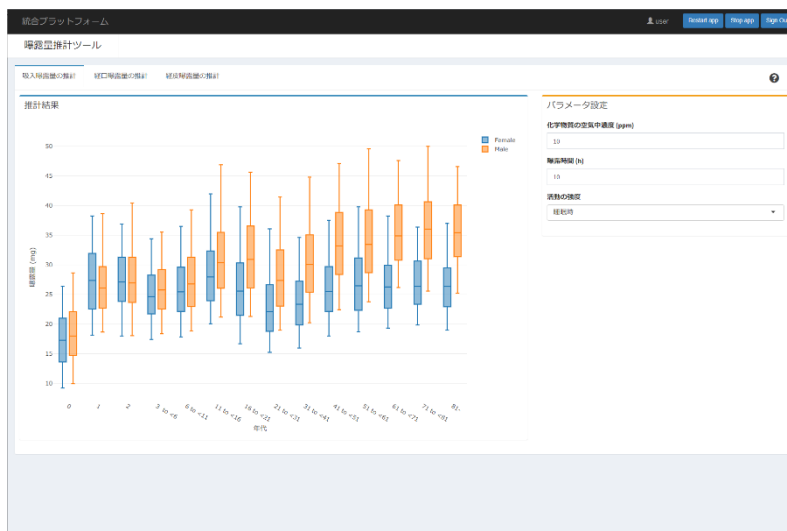 統合プラットフォーム
user
Restart app
Stop app
Sign Out
曝露量推計ツール
吸入曝露量の推計
経口曝露量の推計
経皮曝露量の推計
推計結果
Female
Male
50
45
40
35
30
25
20
15
10
曝露量 (mg)
0
1
2
3 to <6
6 to <11
11 to <16
16 to <21
21 to <31
31 to <41
41 to <51
51 to <61
61 to <71
71 to <81
81-
年代
パラメータ設定
化学物質の空気中濃度 (ppm)
10
曝露時間 (h)
10
活動の強度
睡眠時